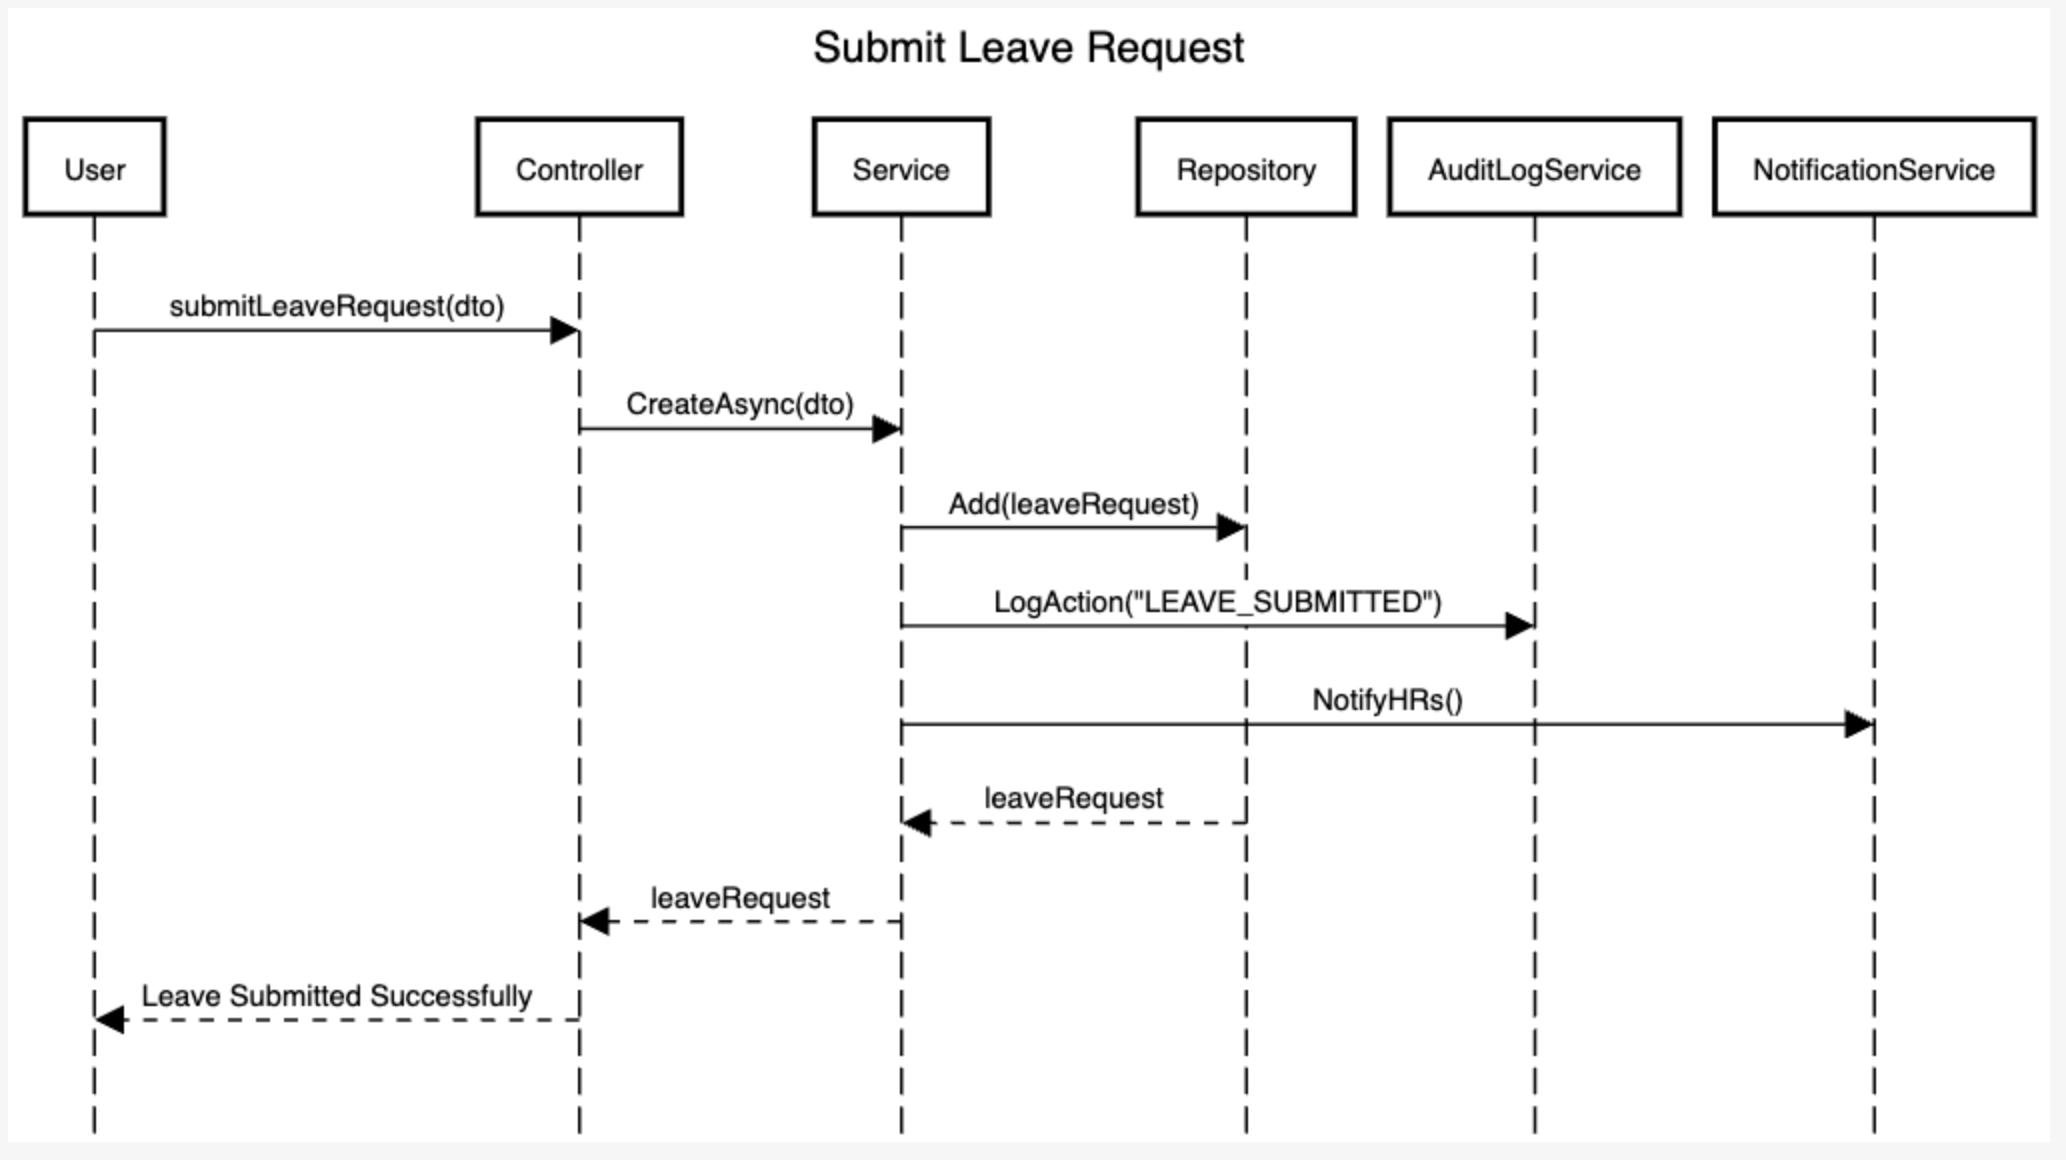 Submit Leave Request
User
Controller
Service
Repository
AuditLogService
NotificationService
submitLeaveRequest(dto)
CreateAsync(dto)
Add(leaveRequest)
LogAction("LEAVE_SUBMITTED")
NotifyHRs()
leaveRequest
leaveRequest
Leave Submitted Successfully